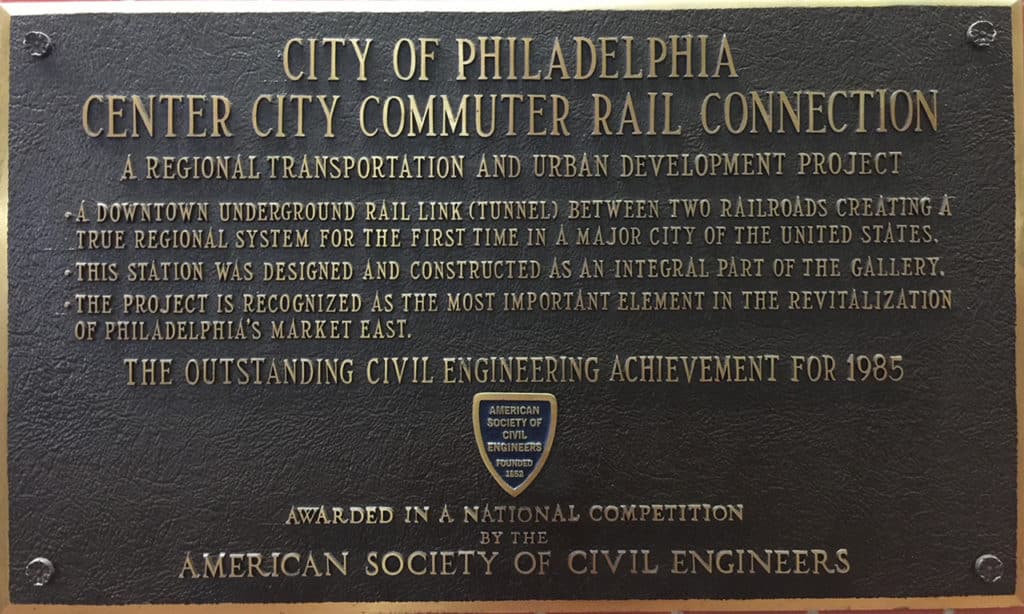 CITY OF PHILADELPHIA
CENTER CITY COMMUTER RAIL CONNECTION
A REGIONAL TRANSPORTATION AND URBAN DEVELOPMENT PROJECT
• A DOWNTOWN UNDERGROUND RAIL LINK (TUNNEL) BETWEEN TWO RAILROADS CREATING A
TRUE REGIONAL SYSTEM FOR THE FIRST TIME IN A MAJOR CITY OF THE UNITED STATES.
• THIS STATION WAS DESIGNED AND CONSTRUCTED AS AN INTEGRAL PART OF THE GALLERY.
• THE PROJECT IS RECOGNIZED AS THE MOST IMPORTANT ELEMENT IN THE REVITALIZATION
OF PHILADELPHIA'S MARKET EAST.
THE OUTSTANDING CIVIL ENGINEERING ACHIEVEMENT FOR 1985
AMERICAN
SOCIETY OF
CIVIL
ENGINEERS
FOUNDED
1852
AWARDED IN A NATIONAL COMPETITION
BY THE
AMERICAN SOCIETY OF CIVIL ENGINEERS